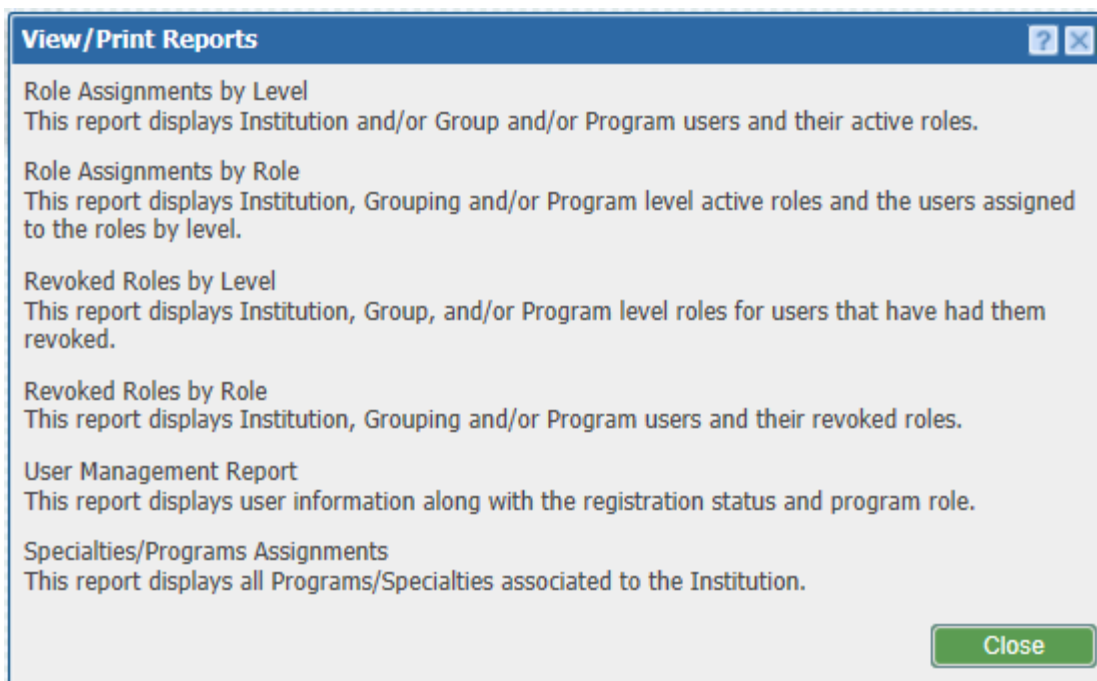 View/Print Reports
Role Assignments by Level
This report displays Institution and/or Group and/or Program users and their active roles.
Role Assignments by Role
This report displays Institution, Grouping and/or Program level active roles and the users assigned
to the roles by level.
Revoked Roles by Level
This report displays Institution, Group, and/or Program level roles for users that have had them
revoked.
Revoked Roles by Role
This report displays Institution, Grouping and/or Program users and their revoked roles.
User Management Report
This report displays user information along with the registration status and program role.
Specialties/Programs Assignments
This report displays all Programs/Specialties associated to the Institution.
Close